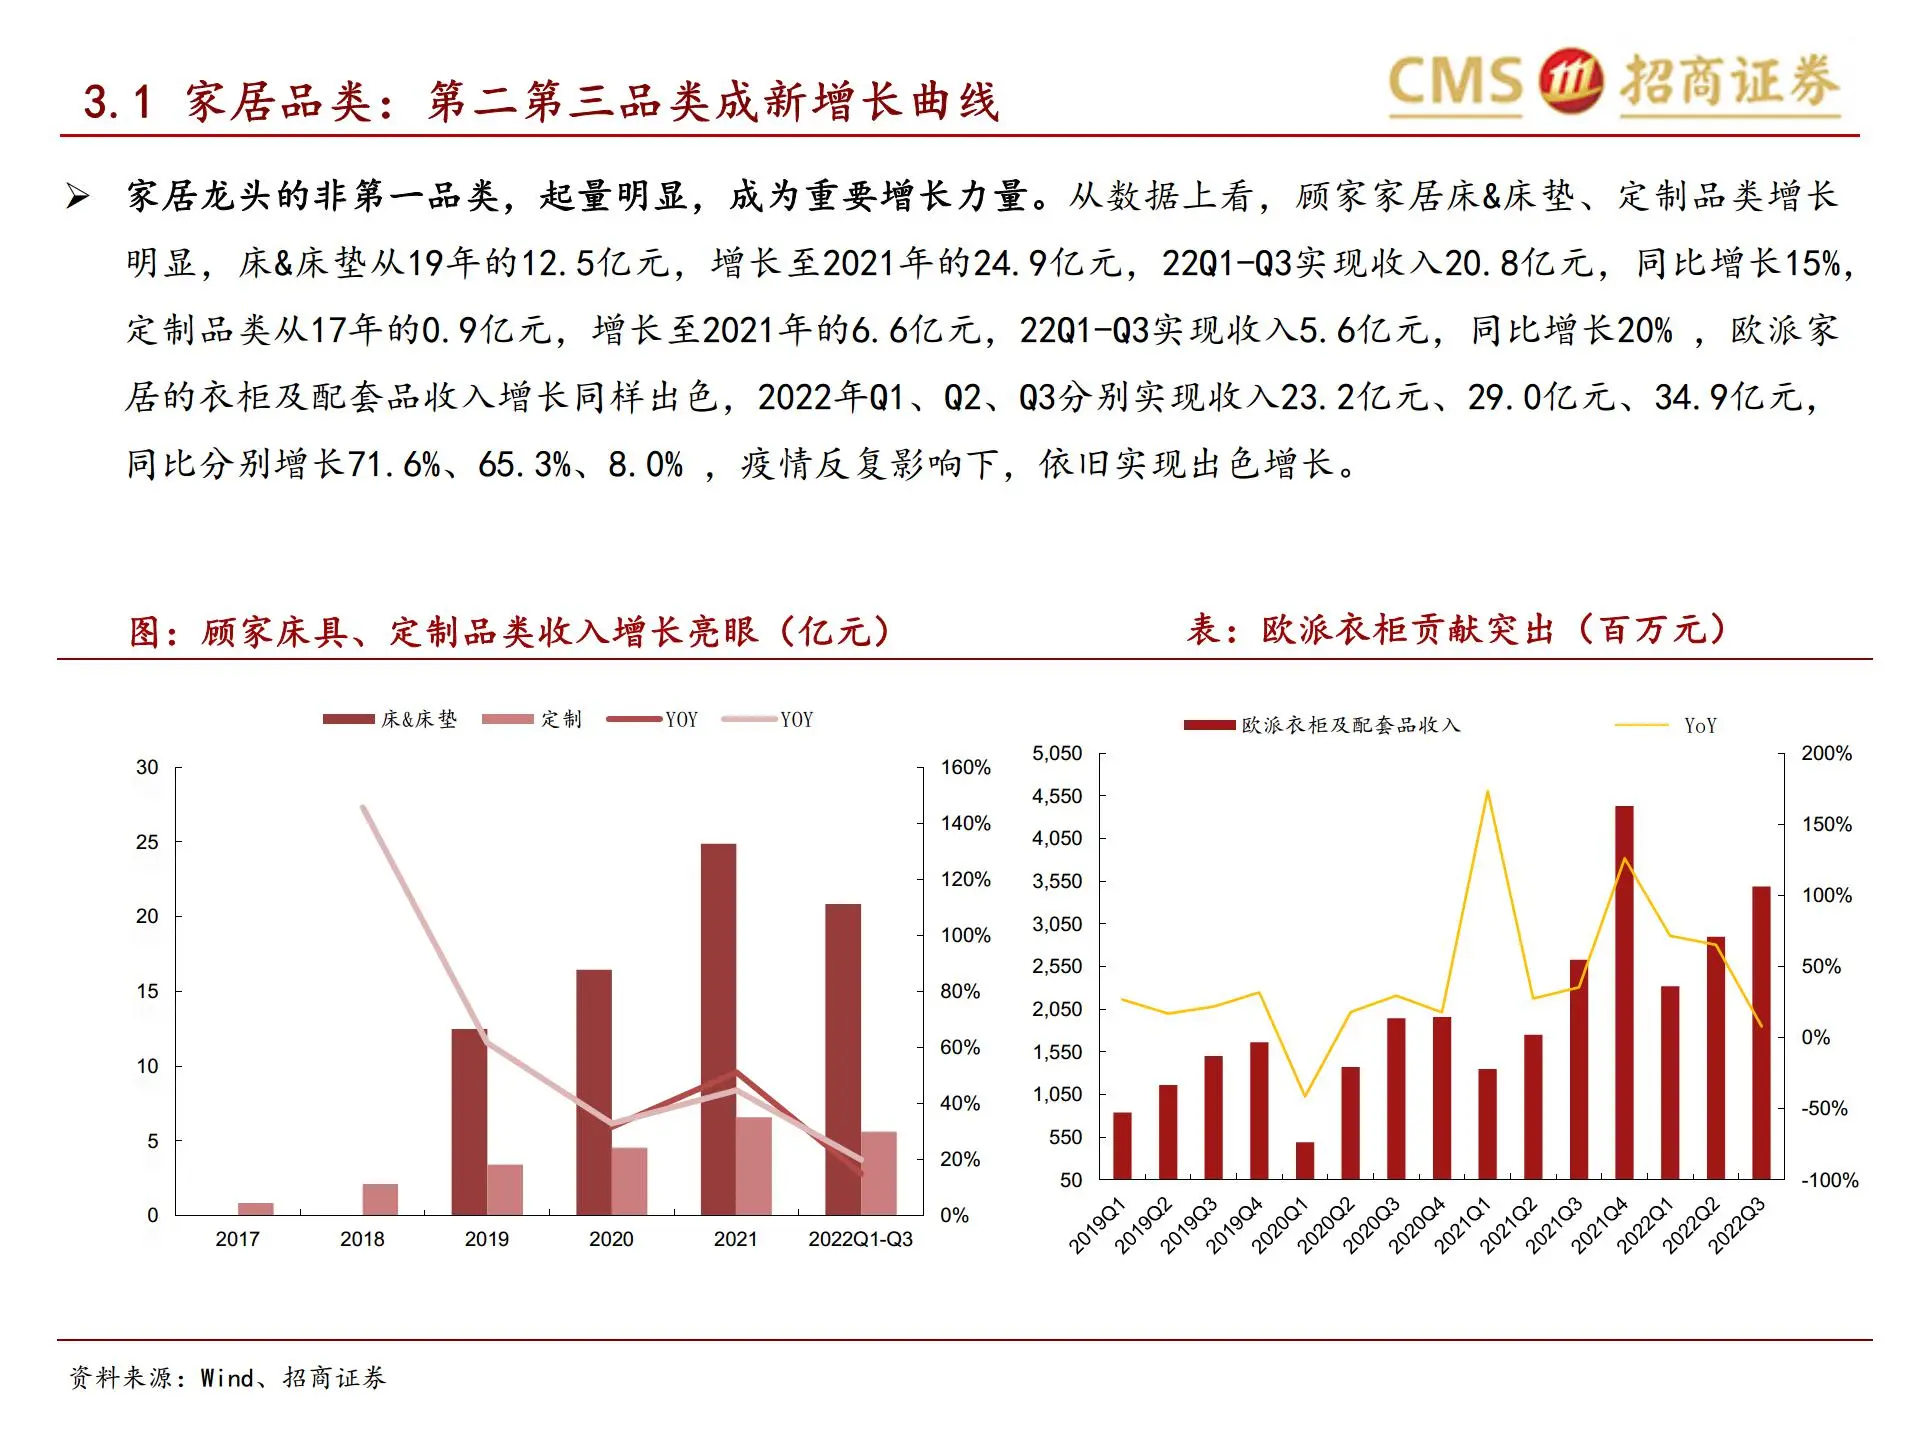 3.1 家居品类：第二第三品类成新增长曲线
CMS 招商证券
家居龙头的非第一品类，起量明显，成为重要增长力量。从数据上看，顾家家居床&床垫、定制品类增长
明显，床&床垫从19年的12.5亿元，增长至2021年的24.9亿元，22Q1-Q3实现收入20.8亿元，同比增长15%，
定制品类从17年的0.9亿元，增长至2021年的6.6亿元，22Q1-Q3实现收入5.6亿元，同比增长20% ，欧派家
居的衣柜及配套品收入增长同样出色，2022年Q1、Q2、Q3分别实现收入23.2亿元、29.0亿元、34.9亿元，
同比分别增长71.6%、65.3%、8.0% ，疫情反复影响下，依旧实现出色增长。
图：顾家床具、定制品类收入增长亮眼（亿元）
床&床垫 定制 YOY YOY
30 160%
140%
25
120%
20
100%
15 80%
60%
10
40%
5
20%
0 0%
2017 2018 2019 2020 2021 2022Q1-Q3
表：欧派衣柜贡献突出（百万元）
欧派衣柜及配套品收入 YoY
5,050 200%
4,550
150%
4,050
3,550
100%
3,050
2,550 50%
2,050
0%
1,550
1,050
-50%
550
50 -100%
2019Q1 2019Q2 2019Q3 2019Q4 2020Q1 2020Q2 2020Q3 2020Q4 2021Q1 2021Q2 2021Q3 2021Q4 2022Q1 2022Q2 2022Q3
资料来源：Wind、招商证券